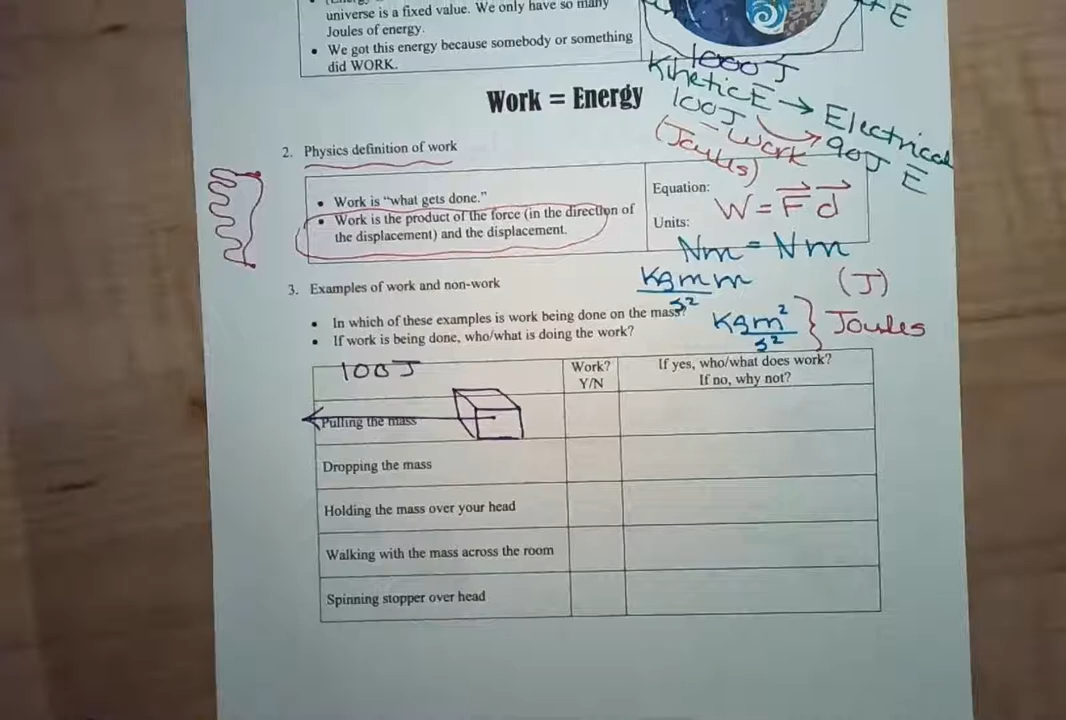 universe is a fixed value. We only have so many
Joules of energy.
• We got this energy because somebody or something
did WORK.
+ E
1000 J
Kinetic E → Electrical E
100J → 90J
- Work
(Joules)
Work = Energy
2. Physics definition of work
• Work is "what gets done."
• Work is the product of the force (in the direction of
the displacement) and the displacement.
Equation:
W = F d
Units:
Nm = Nm
Kgm m
s²
(J)
Kgm²
s²
} Joules
3. Examples of work and non-work
• In which of these examples is work being done on the mass?
• If work is being done, who/what is doing the work?
100J
Work?
Y/N
If yes, who/what does work?
If no, why not?
Pulling the mass
Dropping the mass
Holding the mass over your head
Walking with the mass across the room
Spinning stopper over head